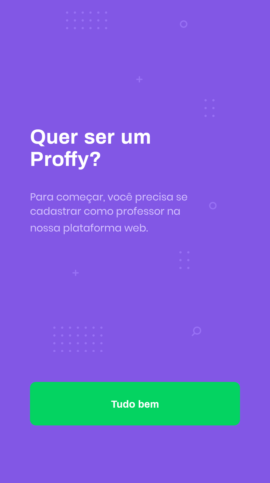 Quer ser um
Proffy?
Para começar, você precisa se
cadastrar como professor na
nossa plataforma web.
Tudo bem